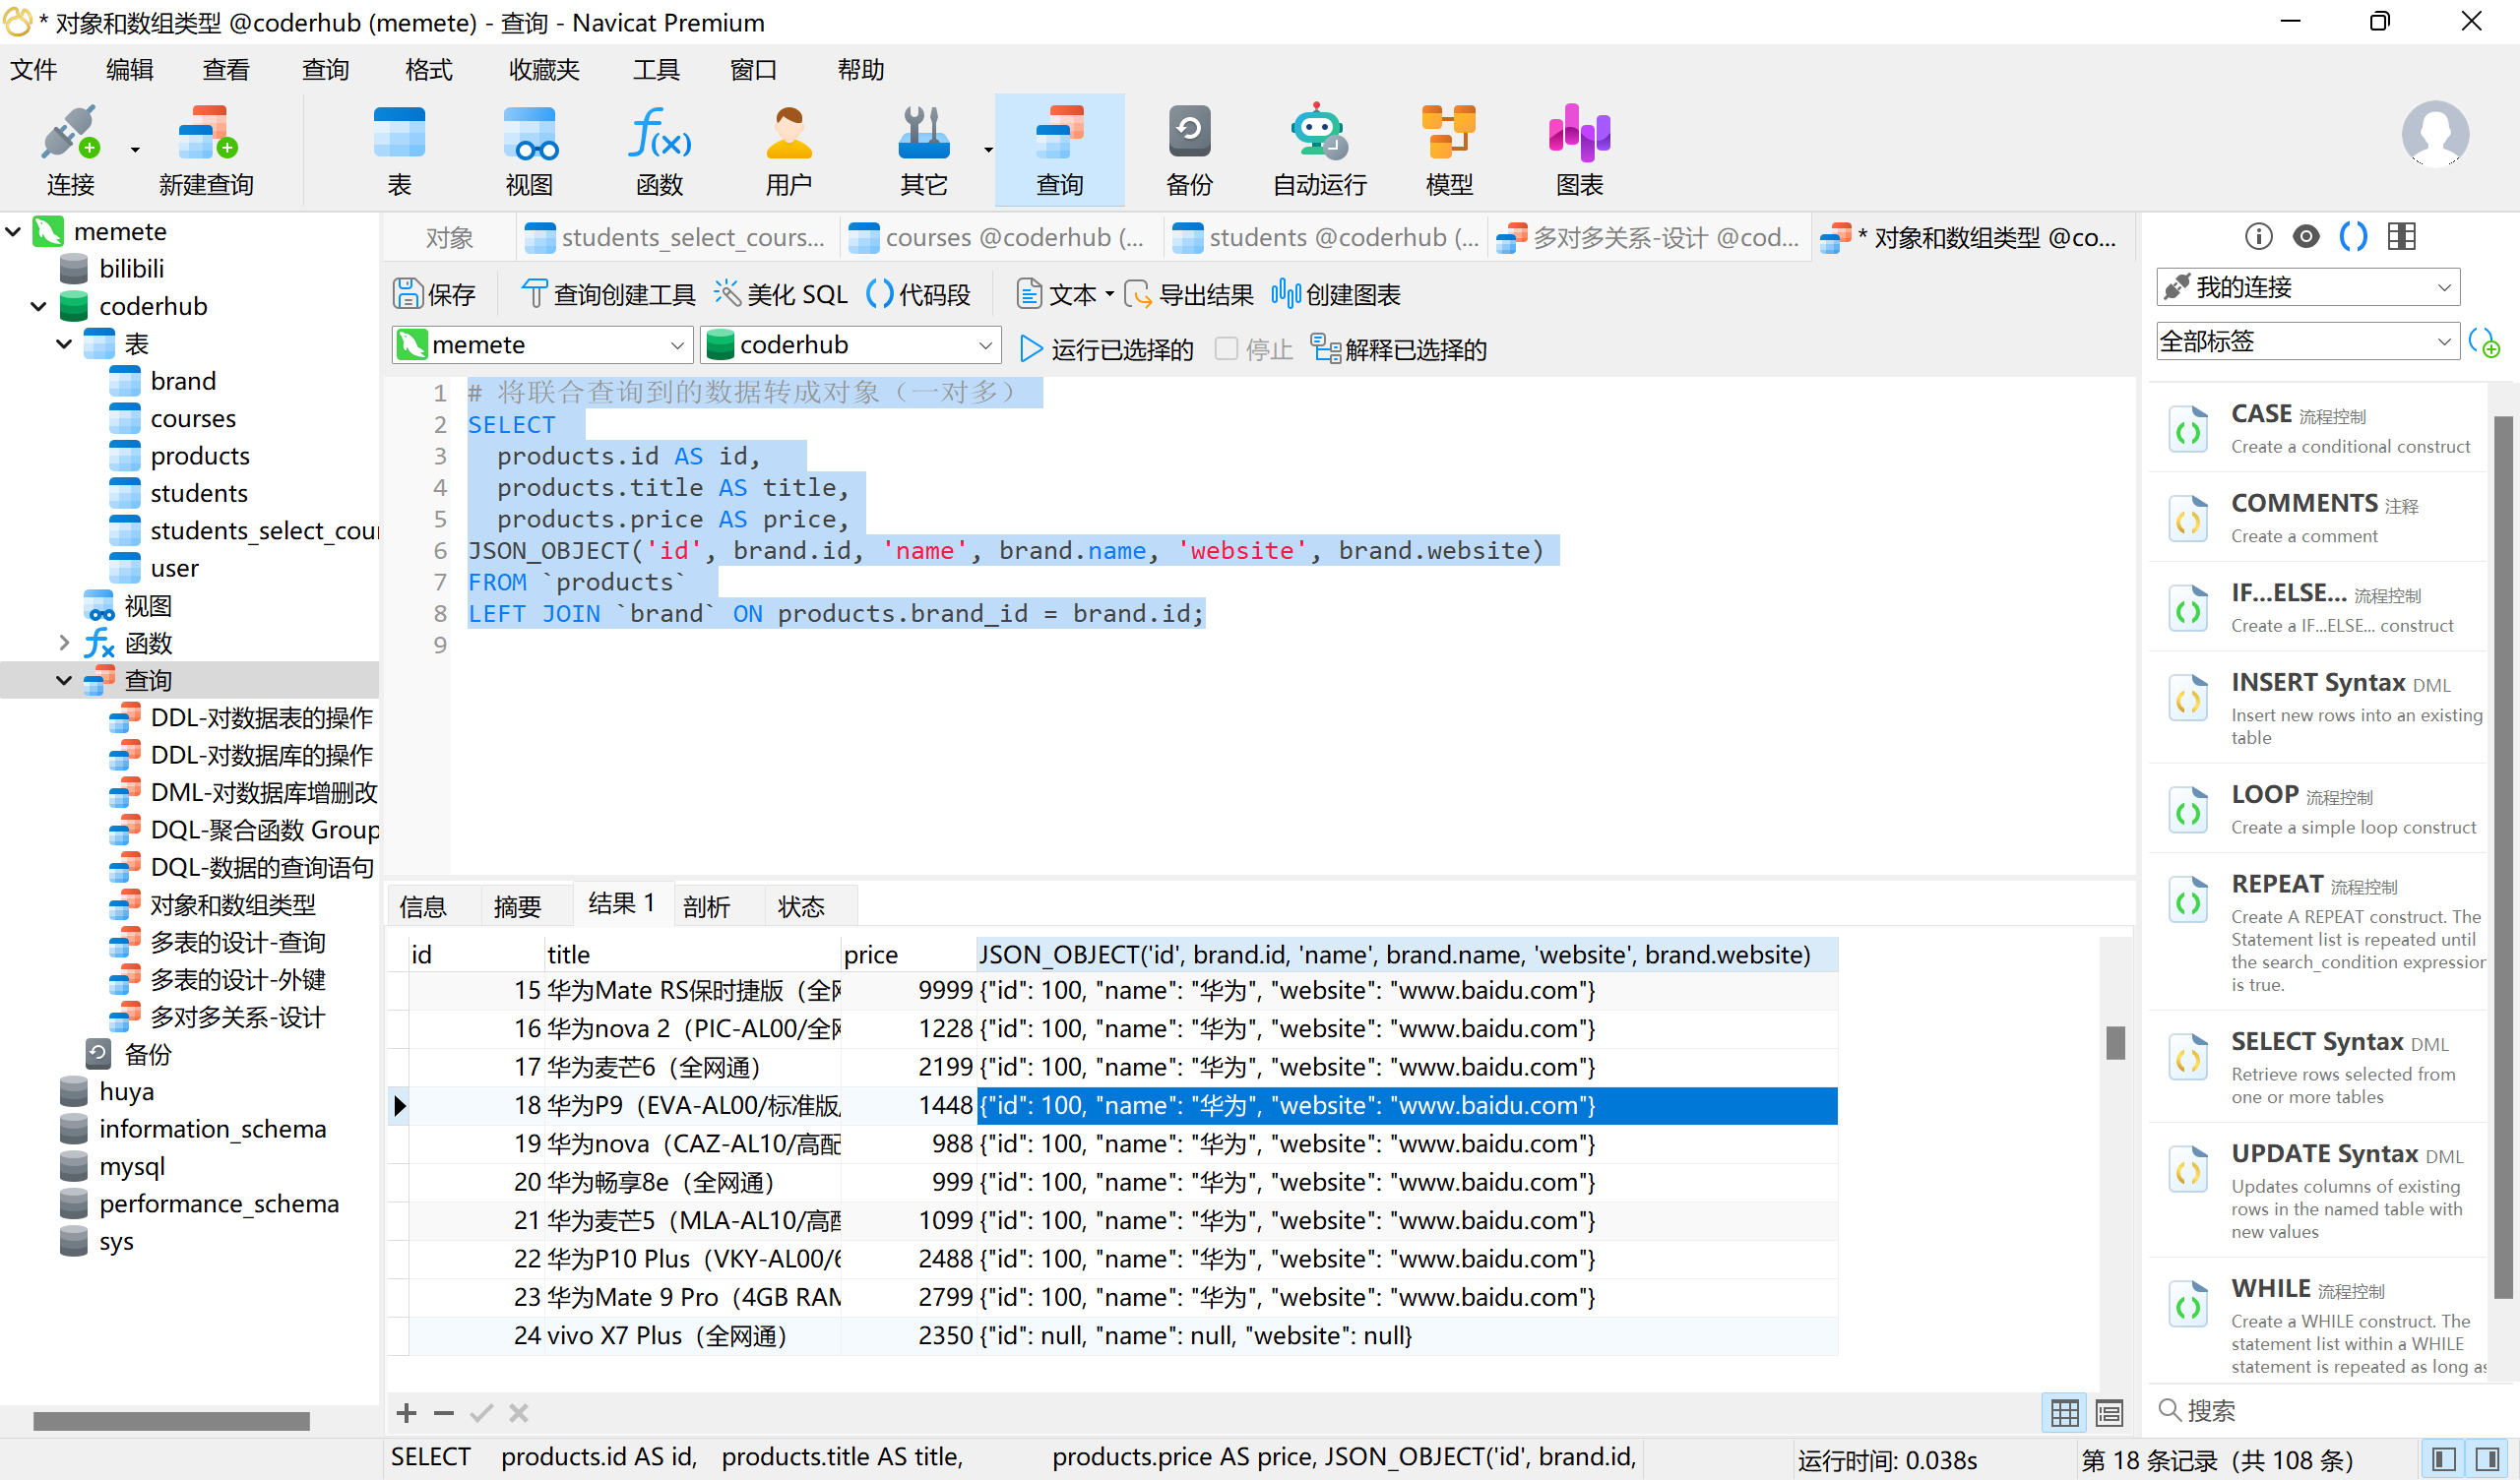 * 对象和数组类型 @coderhub (memete) - 查询 - Navicat Premium
文件 编辑 查看 查询 格式 收藏夹 工具 窗口 帮助
连接 新建查询 表 视图 函数 用户 其它 查询 备份 自动运行 模型 图表
memete
bilibili
coderhub
表
brand
courses
products
students
students_select_cour
user
视图
函数
查询
DDL-对数据表的操作
DDL-对数据库的操作
DML-对数据库增删改
DQL-聚合函数 Group
DQL-数据的查询语句
对象和数组类型
多表的设计-查询
多表的设计-外键
多对多关系-设计
备份
huya
information_schema
mysql
performance_schema
sys
对象 students_select_cours... courses @coderhub (... students @coderhub (... 多对多关系-设计 @cod... * 对象和数组类型 @co...
保存 查询创建工具 美化 SQL 代码段 文本 导出结果 创建图表
memete coderhub 运行已选择的 停止 解释已选择的
1 # 将联合查询到的数据转成对象（一对多）
2 SELECT
3 products.id AS id,
4 products.title AS title,
5 products.price AS price,
6 JSON_OBJECT('id', brand.id, 'name', brand.name, 'website', brand.website)
7 FROM `products`
8 LEFT JOIN `brand` ON products.brand_id = brand.id;
9
信息 摘要 结果 1 剖析 状态
id title price JSON_OBJECT('id', brand.id, 'name', brand.name, 'website', brand.website)
15 华为Mate RS保时捷版（全网 9999 {"id": 100, "name": "华为", "website": "www.baidu.com"}
16 华为nova 2（PIC-AL00/全网 1228 {"id": 100, "name": "华为", "website": "www.baidu.com"}
17 华为麦芒6（全网通） 2199 {"id": 100, "name": "华为", "website": "www.baidu.com"}
18 华为P9（EVA-AL00/标准版 1448 {"id": 100, "name": "华为", "website": "www.baidu.com"}
19 华为nova（CAZ-AL10/高配 988 {"id": 100, "name": "华为", "website": "www.baidu.com"}
20 华为畅享8e（全网通） 999 {"id": 100, "name": "华为", "website": "www.baidu.com"}
21 华为麦芒5（MLA-AL10/高配 1099 {"id": 100, "name": "华为", "website": "www.baidu.com"}
22 华为P10 Plus（VKY-AL00/6 2488 {"id": 100, "name": "华为", "website": "www.baidu.com"}
23 华为Mate 9 Pro（4GB RAM 2799 {"id": 100, "name": "华为", "website": "www.baidu.com"}
24 vivo X7 Plus（全网通） 2350 {"id": null, "name": null, "website": null}
我的连接
全部标签
CASE 流程控制
Create a conditional construct
COMMENTS 注释
Create a comment
IF...ELSE... 流程控制
Create a IF...ELSE... construct
INSERT Syntax DML
Insert new rows into an existing
table
LOOP 流程控制
Create a simple loop construct
REPEAT 流程控制
Create A REPEAT construct. The
Statement list is repeated until
the search_condition expression
is true.
SELECT Syntax DML
Retrieve rows selected from
one or more tables
UPDATE Syntax DML
Updates columns of existing
rows in the named table with
new values
WHILE 流程控制
Create a WHILE construct. The
statement list within a WHILE
statement is repeated as long as
搜索
SELECT products.id AS id, products.title AS title, products.price AS price, JSON_OBJECT('id', brand.id, 运行时间: 0.038s 第 18 条记录 (共 108 条)